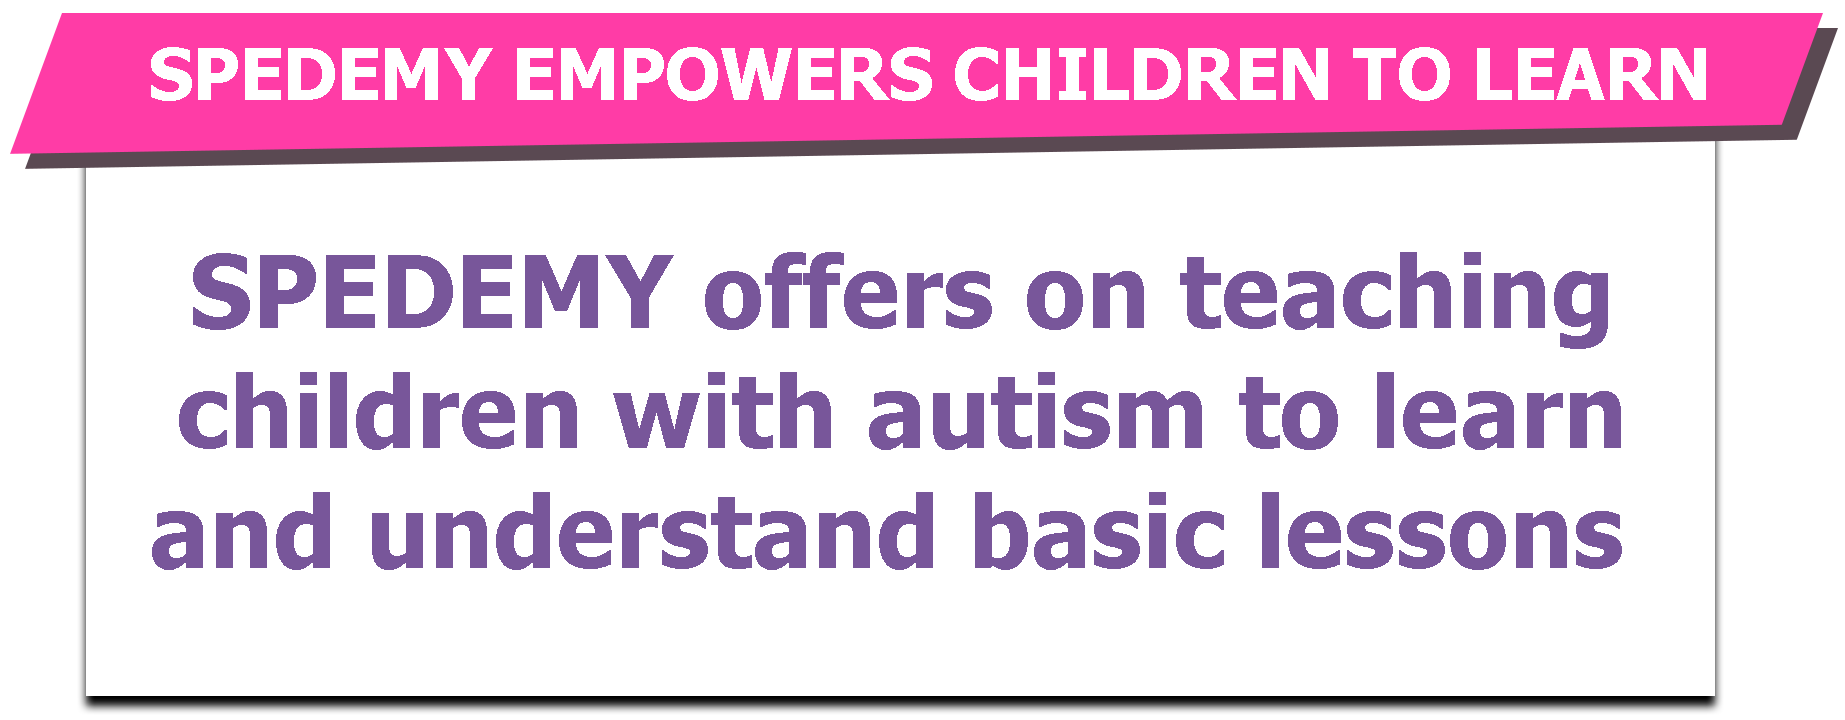 SPEDEMY EMPOWERS CHILDREN TO LEARN
SPEDEMY offers on teaching
children with autism to learn
and understand basic lessons